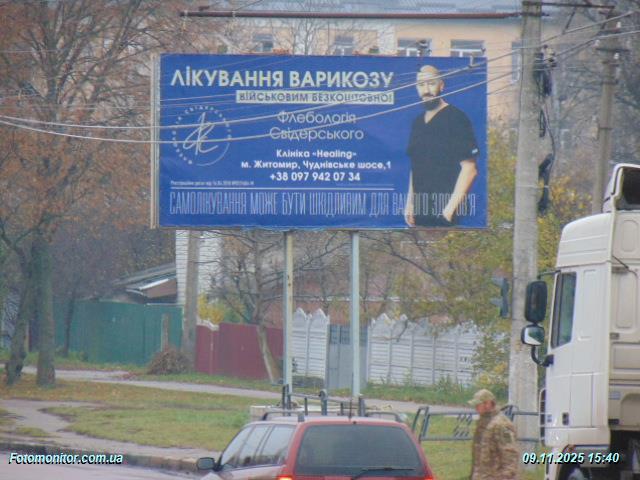 ЛІКУВАННЯ ВАРИКОЗУ
ВІЙСЬКОВИМ БЕЗКОШТОВНО!
Флебологія
Свідерського
Клініка «Healing»
м. Житомир, Чуднівське шосе,1
+38 097 942 07 34
САМОЛІКУВАННЯ МОЖЕ БУТИ ШКІДЛИВИМ ДЛЯ ВАШОГО ЗДОРОВ'Я
Fotomonitor.com.ua
09.11.2025 15:40